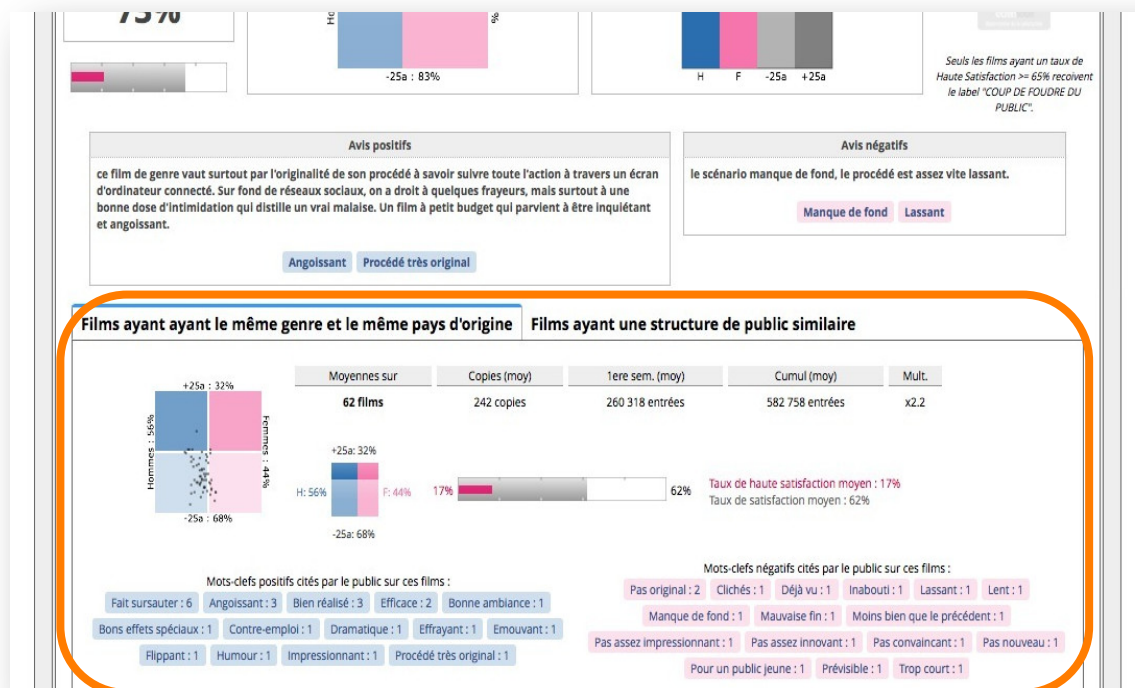 73%
-25a : 83%
H F -25a +25a
Seuls les films ayant un taux de
Haute Satisfaction >= 65% recoivent
le label "COUP DE FOUDRE DU
PUBLIC".
Avis positifs
ce film de genre vaut surtout par l'originalité de son procédé à savoir suivre toute l'action à travers un écran
d'ordinateur connecté. Sur fond de réseaux sociaux, on a droit à quelques frayeurs, mais surtout à une
bonne dose d'intimidation qui distille un vrai malaise. Un film à petit budget qui parvient à être inquiétant
et angoissant.
Angoissant Procédé très original
Avis négatifs
le scénario manque de fond, le procédé est assez vite lassant.
Manque de fond Lassant
Films ayant ayant le même genre et le même pays d'origine Films ayant une structure de public similaire
+25a : 32%
Hommes : 56%
Femmes : 44%
-25a : 68%
Moyennes sur Copies (moy) 1ere sem. (moy) Cumul (moy) Mult.
62 films 242 copies 260 318 entrées 582 758 entrées x2.2
+25a: 32%
H: 56% F: 44%
-25a: 68%
17% 62%
Taux de haute satisfaction moyen : 17%
Taux de satisfaction moyen : 62%
Mots-clefs positifs cités par le public sur ces films :
Fait sursauter : 6 Angoissant : 3 Bien réalisé : 3 Efficace : 2 Bonne ambiance : 1
Bons effets spéciaux : 1 Contre-emploi : 1 Dramatique : 1 Effrayant : 1 Emouvant : 1
Flippant : 1 Humour : 1 Impressionnant : 1 Procédé très original : 1
Mots-clefs négatifs cités par le public sur ces films :
Pas original : 2 Clichés : 1 Déjà vu : 1 Inabouti : 1 Lassant : 1 Lent : 1
Manque de fond : 1 Mauvaise fin : 1 Moins bien que le précédent : 1
Pas assez impressionnant : 1 Pas assez innovant : 1 Pas convaincant : 1 Pas nouveau : 1
Pour un public jeune : 1 Prévisible : 1 Trop court : 1